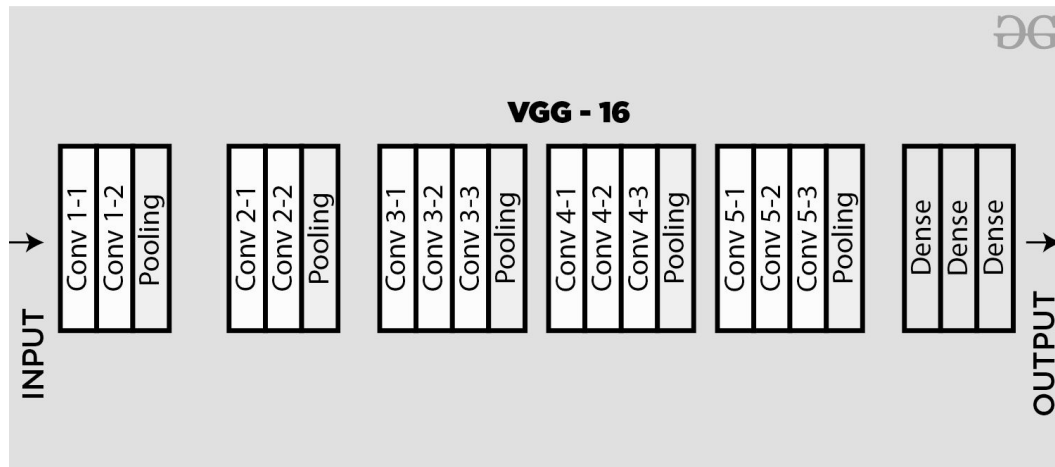 VGG - 16
INPUT
Conv 1-1
Conv 1-2
Pooling
Conv 2-1
Conv 2-2
Pooling
Conv 3-1
Conv 3-2
Conv 3-3
Pooling
Conv 4-1
Conv 4-2
Conv 4-3
Pooling
Conv 5-1
Conv 5-2
Conv 5-3
Pooling
Dense
Dense
Dense
OUTPUT